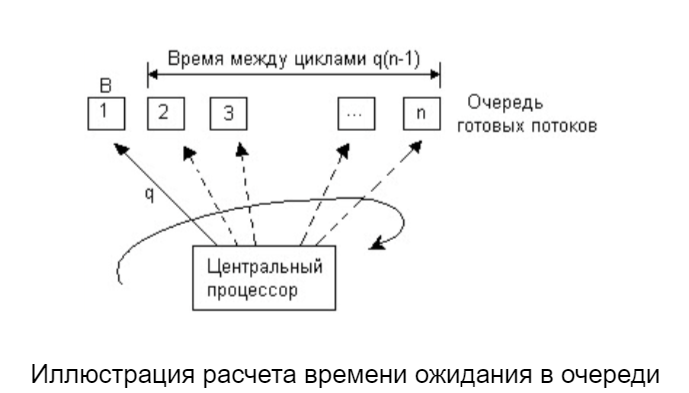 Время между циклами q(n-1)
В
1
2
3
...
n
Очередь
готовых потоков
q
Центральный
процессор
Иллюстрация расчета времени ожидания в очереди